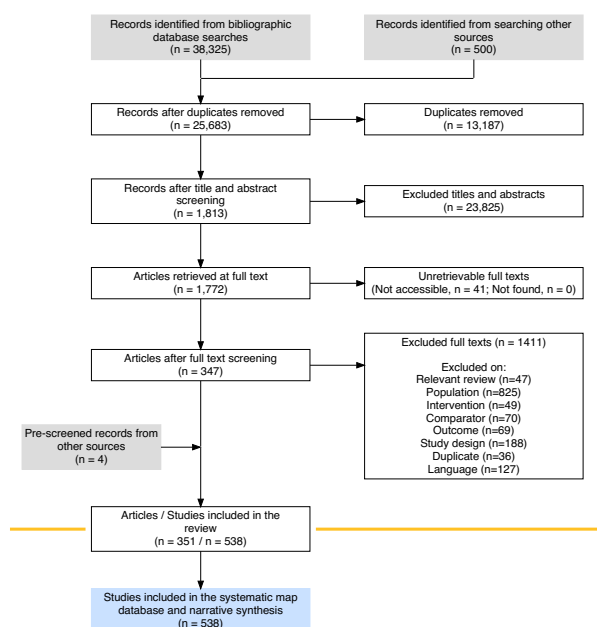 Records identified from bibliographic
database searches
(n = 38,325)
Records identified from searching other
sources
(n = 500)
Records after duplicates removed
(n = 25,683)
Duplicates removed
(n = 13,187)
Records after title and abstract
screening
(n = 1,813)
Excluded titles and abstracts
(n = 23,825)
Articles retrieved at full text
(n = 1,772)
Unretrievable full texts
(Not accessible, n = 41; Not found, n = 0)
Articles after full text screening
(n = 347)
Excluded full texts (n = 1411)
Excluded on:
Relevant review (n=47)
Population (n=825)
Intervention (n=49)
Comparator (n=70)
Outcome (n=69)
Study design (n=188)
Duplicate (n=36)
Language (n=127)
Pre-screened records from
other sources
(n = 4)
Articles / Studies included in the
review
(n = 351 / n = 538)
Studies included in the systematic map
database and narrative synthesis
(n = 538)